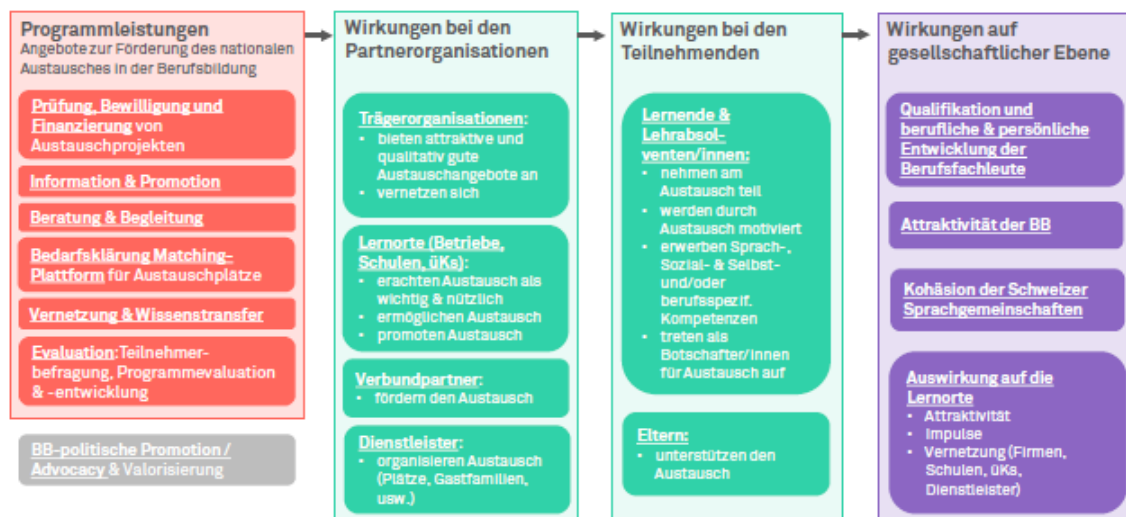 Programmleistungen
Angebote zur Förderung des nationalen
Austausches in der Berufsbildung
Prüfung, Bewilligung und
Finanzierung von
Austauschprojekten
Information & Promotion
Beratung & Begleitung
Bedarfsklärung Matching-
Plattform für Austauschplätze
Vernetzung & Wissenstransfer
Evaluation: Teilnehmer-
befragung, Programmevaluation
& -entwicklung
BB-politische Promotion /
Advocacy & Valorisierung
Wirkungen bei den
Partnerorganisationen
Trägerorganisationen:
• bieten attraktive und
qualitativ gute
Austauschangebote an
• vernetzen sich
Lernorte (Betriebe,
Schulen, üKs):
• erachten Austausch als
wichtig & nützlich
• ermöglichen Austausch
• promoten Austausch
Verbundpartner:
• fördern den Austausch
Dienstleister:
• organisieren Austausch
(Plätze, Gastfamilien,
usw.)
Wirkungen bei den
Teilnehmenden
Lernende &
Lehrabsol-
venten/innen:
• nehmen am
Austausch teil
• werden durch
Austausch motiviert
• erwerben Sprach-,
Sozial- & Selbst-
und/oder
berufsspezif.
Kompetenzen
• treten als
Botschafter/innen
für Austausch auf
Eltern:
• unterstützen den
Austausch
Wirkungen auf
gesellschaftlicher Ebene
Qualifikation und
berufliche & persönliche
Entwicklung der
Berufsfachleute
Attraktivität der BB
Kohäsion der Schweizer
Sprachgemeinschaften
Auswirkung auf die
Lernorte
• Attraktivität
• Impulse
• Vernetzung (Firmen,
Schulen, üKs,
Dienstleister)